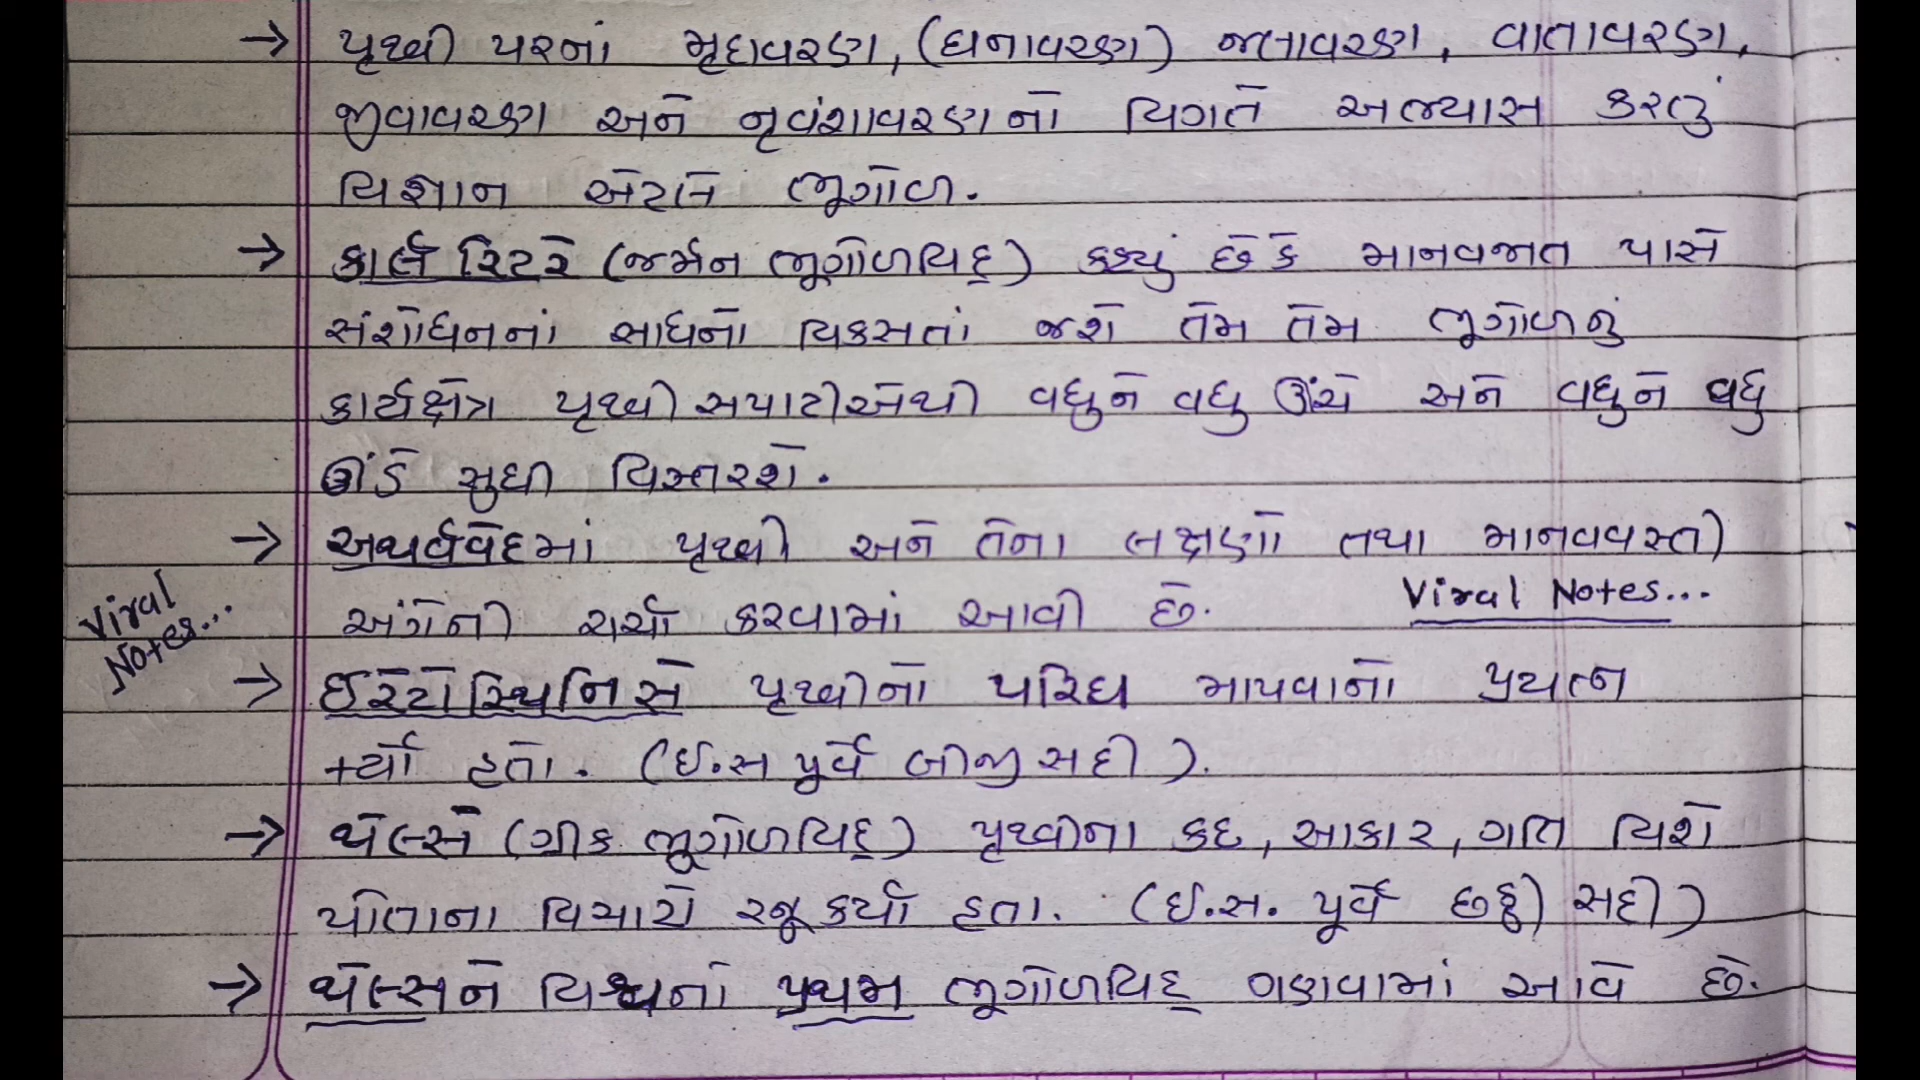 → પૃથ્વી પરનાં મૃદાવરણ, (ઘનાવરણ) જલાવરણ, વાતાવરણ,
જીવાવરણ અને નૃવંશાવરણનો વિગતે અભ્યાસ કરતું
વિજ્ઞાન એટલે ભૂગોળ.
→ કાર્લ રિટરે (જર્મન ભૂગોળવિદ્) કહ્યું છે કે માનવજાત પાસે
સંશોધનનાં સાધનો વિકસતાં જશે તેમ તેમ ભૂગોળનું
કાર્યક્ષેત્ર પૃથ્વી સપાટીએથી વધુને વધુ ઊંચે અને વધુને વધુ
ઊંડે સુધી વિસ્તરશે.
→ અથર્વવેદમાં પૃથ્વી અને તેના લક્ષણો તથા માનવવસ્તી
અંગેની ચર્ચા કરવામાં આવી છે. Viral Notes...
Viral
Notes...
→ ઈરેટોસ્થિનિસે પૃથ્વીનો પરિઘ માપવાનો પ્રયત્ન
કર્યો હતો. (ઈ.સ પૂર્વે બીજી સદી).
→ થેલ્સે (ગ્રીક ભૂગોળવિદ્) પૃથ્વીના કદ, આકાર, ગતિ વિશે
પોતાના વિચારો રજૂ કર્યા હતા. (ઈ.સ. પૂર્વે છઠ્ઠી સદી)
→ થેલ્સને વિશ્વનો પ્રથમ ભૂગોળવિદ્ ગણવામાં આવે છે.